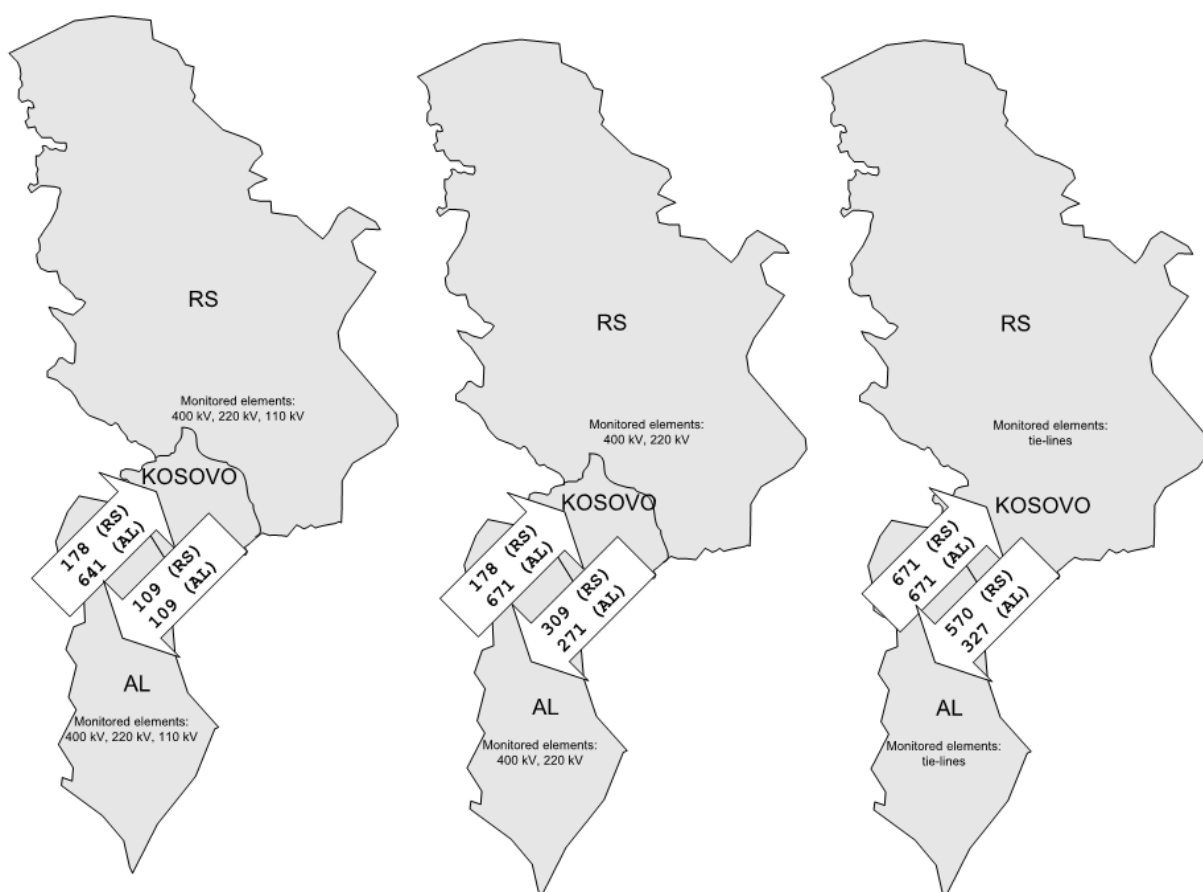 RS
Monitored elements:
400 kV, 220 kV, 110 kV
KOSOVO
178 (RS)
641 (AL)
109 (RS)
109 (AL)
AL
Monitored elements:
400 kV, 220 kV, 110 kV
RS
Monitored elements:
400 kV, 220 kV
KOSOVO
178 (RS)
671 (AL)
309 (RS)
271 (AL)
AL
Monitored elements:
400 kV, 220 kV
RS
Monitored elements:
tie-lines
KOSOVO
671 (RS)
671 (AL)
570 (RS)
327 (AL)
AL
Monitored elements:
tie-lines